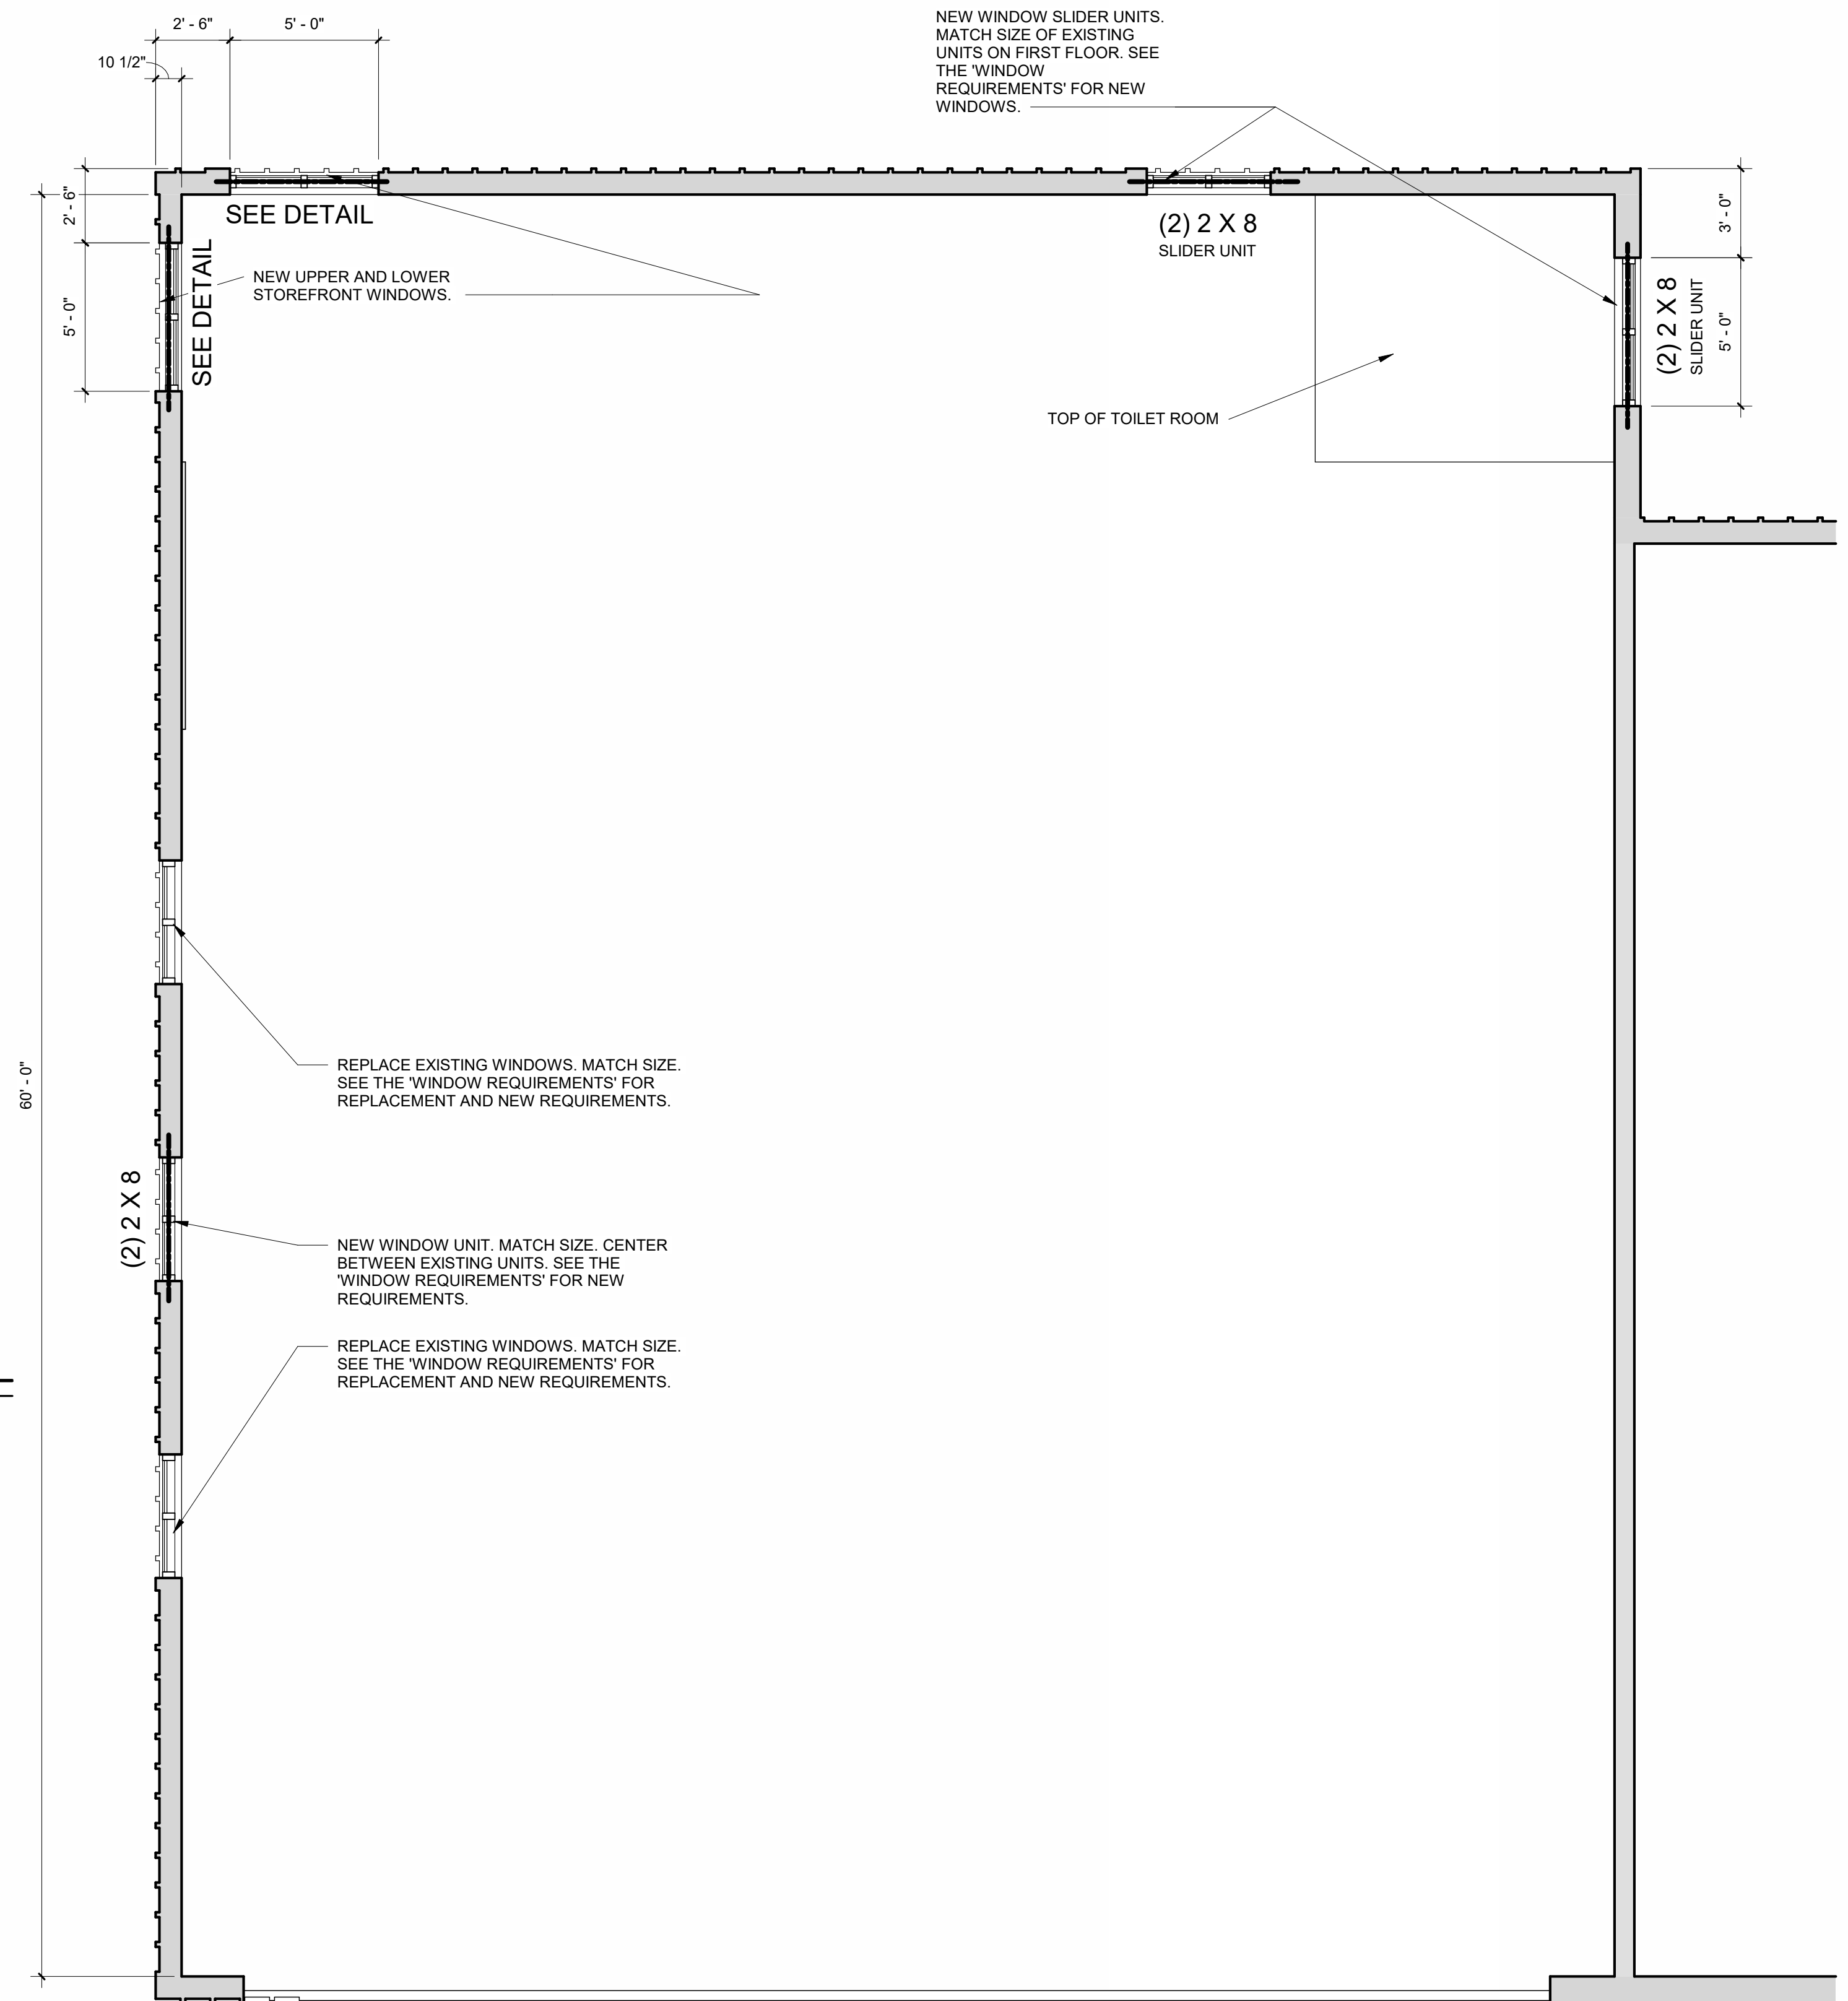 2' - 6"
5' - 0"
10 1/2"
NEW WINDOW SLIDER UNITS.
MATCH SIZE OF EXISTING
UNITS ON FIRST FLOOR. SEE
THE 'WINDOW
REQUIREMENTS' FOR NEW
WINDOWS.
2' - 6"
5' - 0"
SEE DETAIL
SEE DETAIL
NEW UPPER AND LOWER
STOREFRONT WINDOWS.
(2) 2 X 8
SLIDER UNIT
3' - 0"
(2) 2 X 8
SLIDER UNIT
5' - 0"
TOP OF TOILET ROOM
60' - 0"
REPLACE EXISTING WINDOWS. MATCH SIZE.
SEE THE 'WINDOW REQUIREMENTS' FOR
REPLACEMENT AND NEW REQUIREMENTS.
(2) 2 X 8
NEW WINDOW UNIT. MATCH SIZE. CENTER
BETWEEN EXISTING UNITS. SEE THE
'WINDOW REQUIREMENTS' FOR NEW
REQUIREMENTS.
REPLACE EXISTING WINDOWS. MATCH SIZE.
SEE THE 'WINDOW REQUIREMENTS' FOR
REPLACEMENT AND NEW REQUIREMENTS.